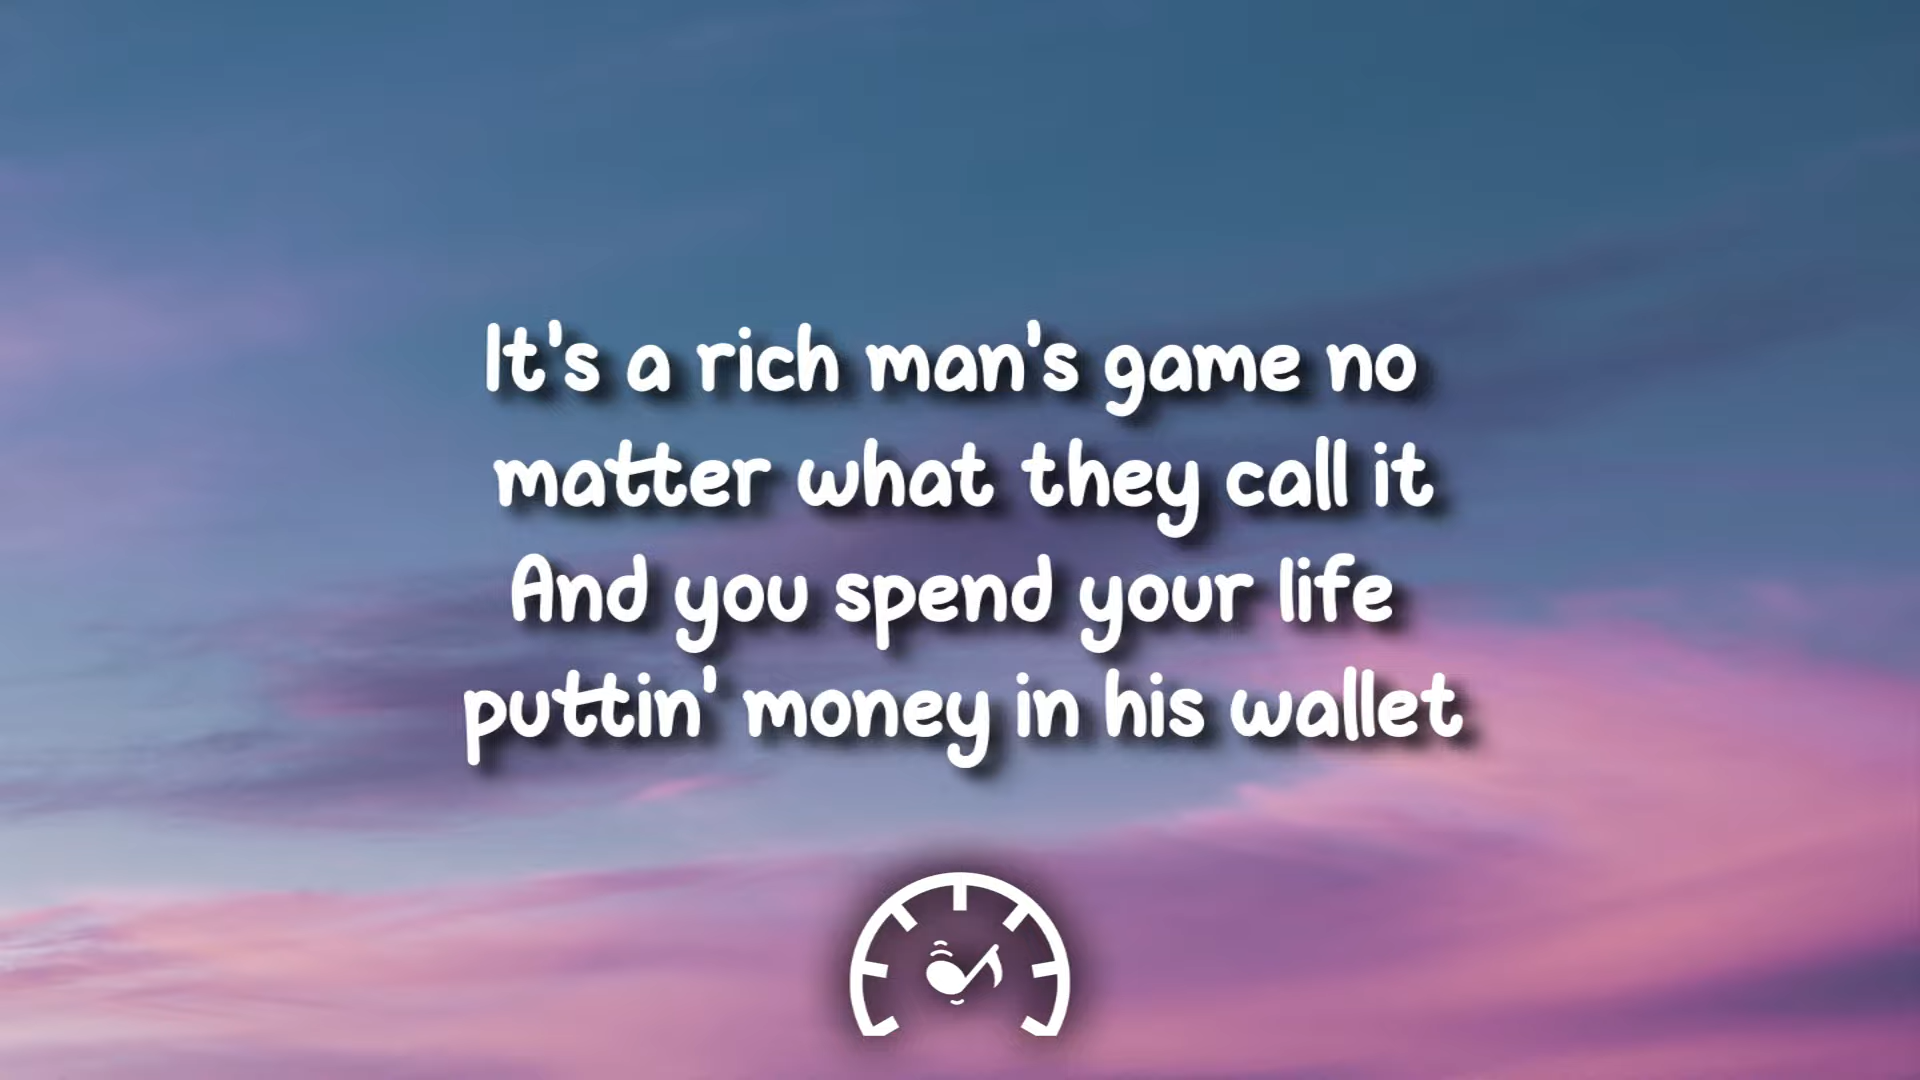 It's a rich man's game no
matter what they call it
And you spend your life
puttin' money in his wallet